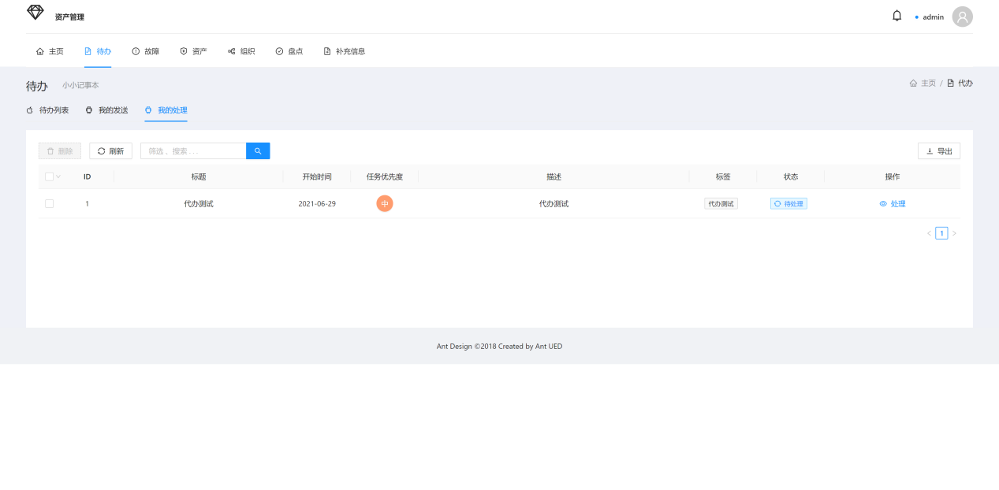 资产管理
admin
主页 待办 故障 资产 组织 盘点 补充信息
待办 小小记事本
主页 / 代办
待办列表 我的发送 我的处理
删除 刷新 筛选 、搜索 . . . 导出
ID 标题 开始时间 任务优先度 描述 标签 状态 操作
1 代办测试 2021-06-29 中 代办测试 代办测试 待处理 处理
< 1 >
Ant Design ©2018 Created by Ant UED